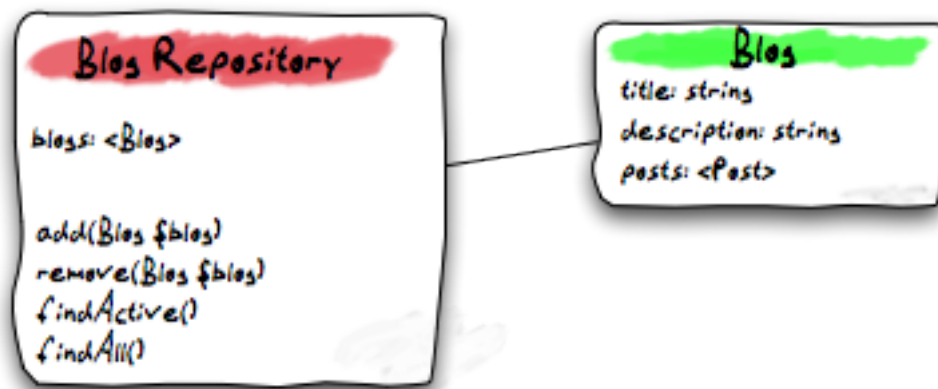 Blog Repository
blogs: <Blog>
add(Blog $blog)
remove(Blog $blog)
findActive()
findAll()
Blog
title: string
description: string
posts: <Post>